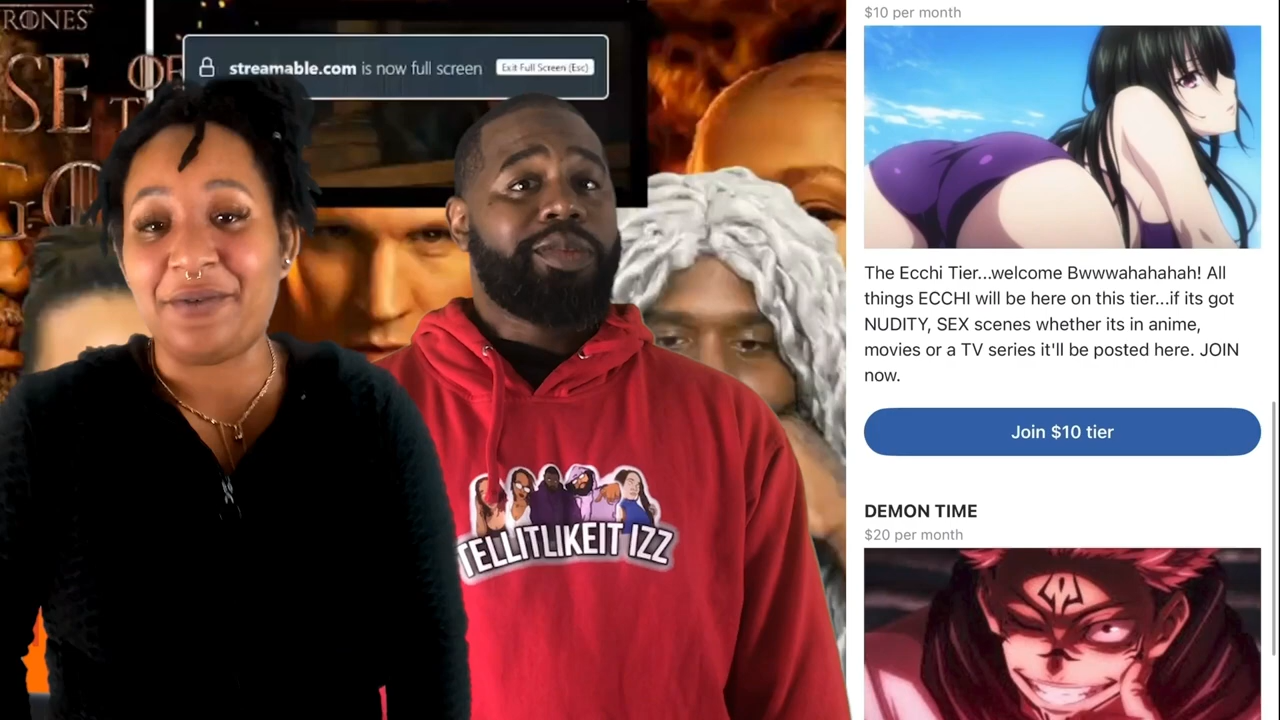 RONES
SE OF
streamable.com is now full screen
Exit Full Screen (Esc)
TELLITLIKEIT IZZ
$10 per month
The Ecchi Tier...welcome Bwwwahahahah! All
things ECCHI will be here on this tier...if its got
NUDITY, SEX scenes whether its in anime,
movies or a TV series it'll be posted here. JOIN
now.
Join $10 tier
DEMON TIME
$20 per month